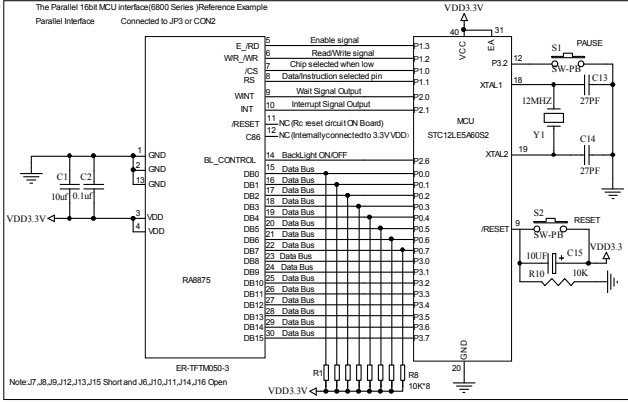 The Parallel 16bit MCU interface(6800 Series )Reference Example
Parallel Interface Connected to JP3 or CON2
VDD3.3V
40 31
VCC EA
E_/RD 5 Enable signal P1.3
W/R_/WR 6 Read/Write signal P1.2
/CS 7 Chip selected when low P1.0
RS 8 Data/Instruction selected pin P1.1
WINT 9 Wait Signal Output P2.0
INT 10 Interrupt Signal Output P2.1
/RESET 11 NC(Rc reset circuit ON Board)
C86 12 NC(Internally connected to 3.3V VDD)
BL_CONTROL 14 BackLight ON/OFF P2.6
DB0 15 Data Bus P0.0
DB1 16 Data Bus P0.1
DB2 17 Data Bus P0.2
DB3 18 Data Bus P0.3
DB4 19 Data Bus P0.4
DB5 20 Data Bus P0.5
DB6 21 Data Bus P0.6
DB7 22 Data Bus P0.7
DB8 23 Data Bus P3.0
DB9 24 Data Bus P3.1
DB10 25 Data Bus P3.2
DB11 26 Data Bus P3.3
DB12 27 Data Bus P3.4
DB13 28 Data Bus P3.5
DB14 29 Data Bus P3.6
DB15 30 Data Bus P3.7
1 GND
2 GND
13 GND
C1 C2
10uf 0.1uf
VDD3.3V 3 VDD
4 VDD
RA8875
ER-TFTM050-3
MCU
STC12LE5A60S2
P3.2 12 S1 PAUSE
SW-PB
XTAL1 18 C13
27PF
12MHZ
Y1
XTAL2 19 C14
27PF
/RESET 9 S2 RESET
SW-PB
10UF + C15 VDD3.3
R10 10K
GND
20
R1 R8
10K*8
VDD3.3V
Note:J7,J8,J9,J12,J13,J15 Short and J6,J10,J11,J14,J16 Open